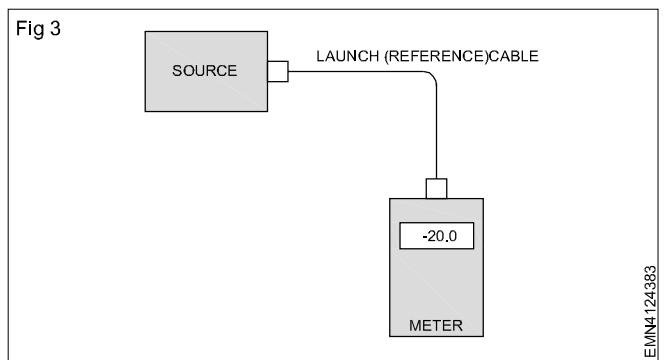 Fig 3
SOURCE
LAUNCH (REFERENCE)CABLE
-20.0
METER
EMN4124383